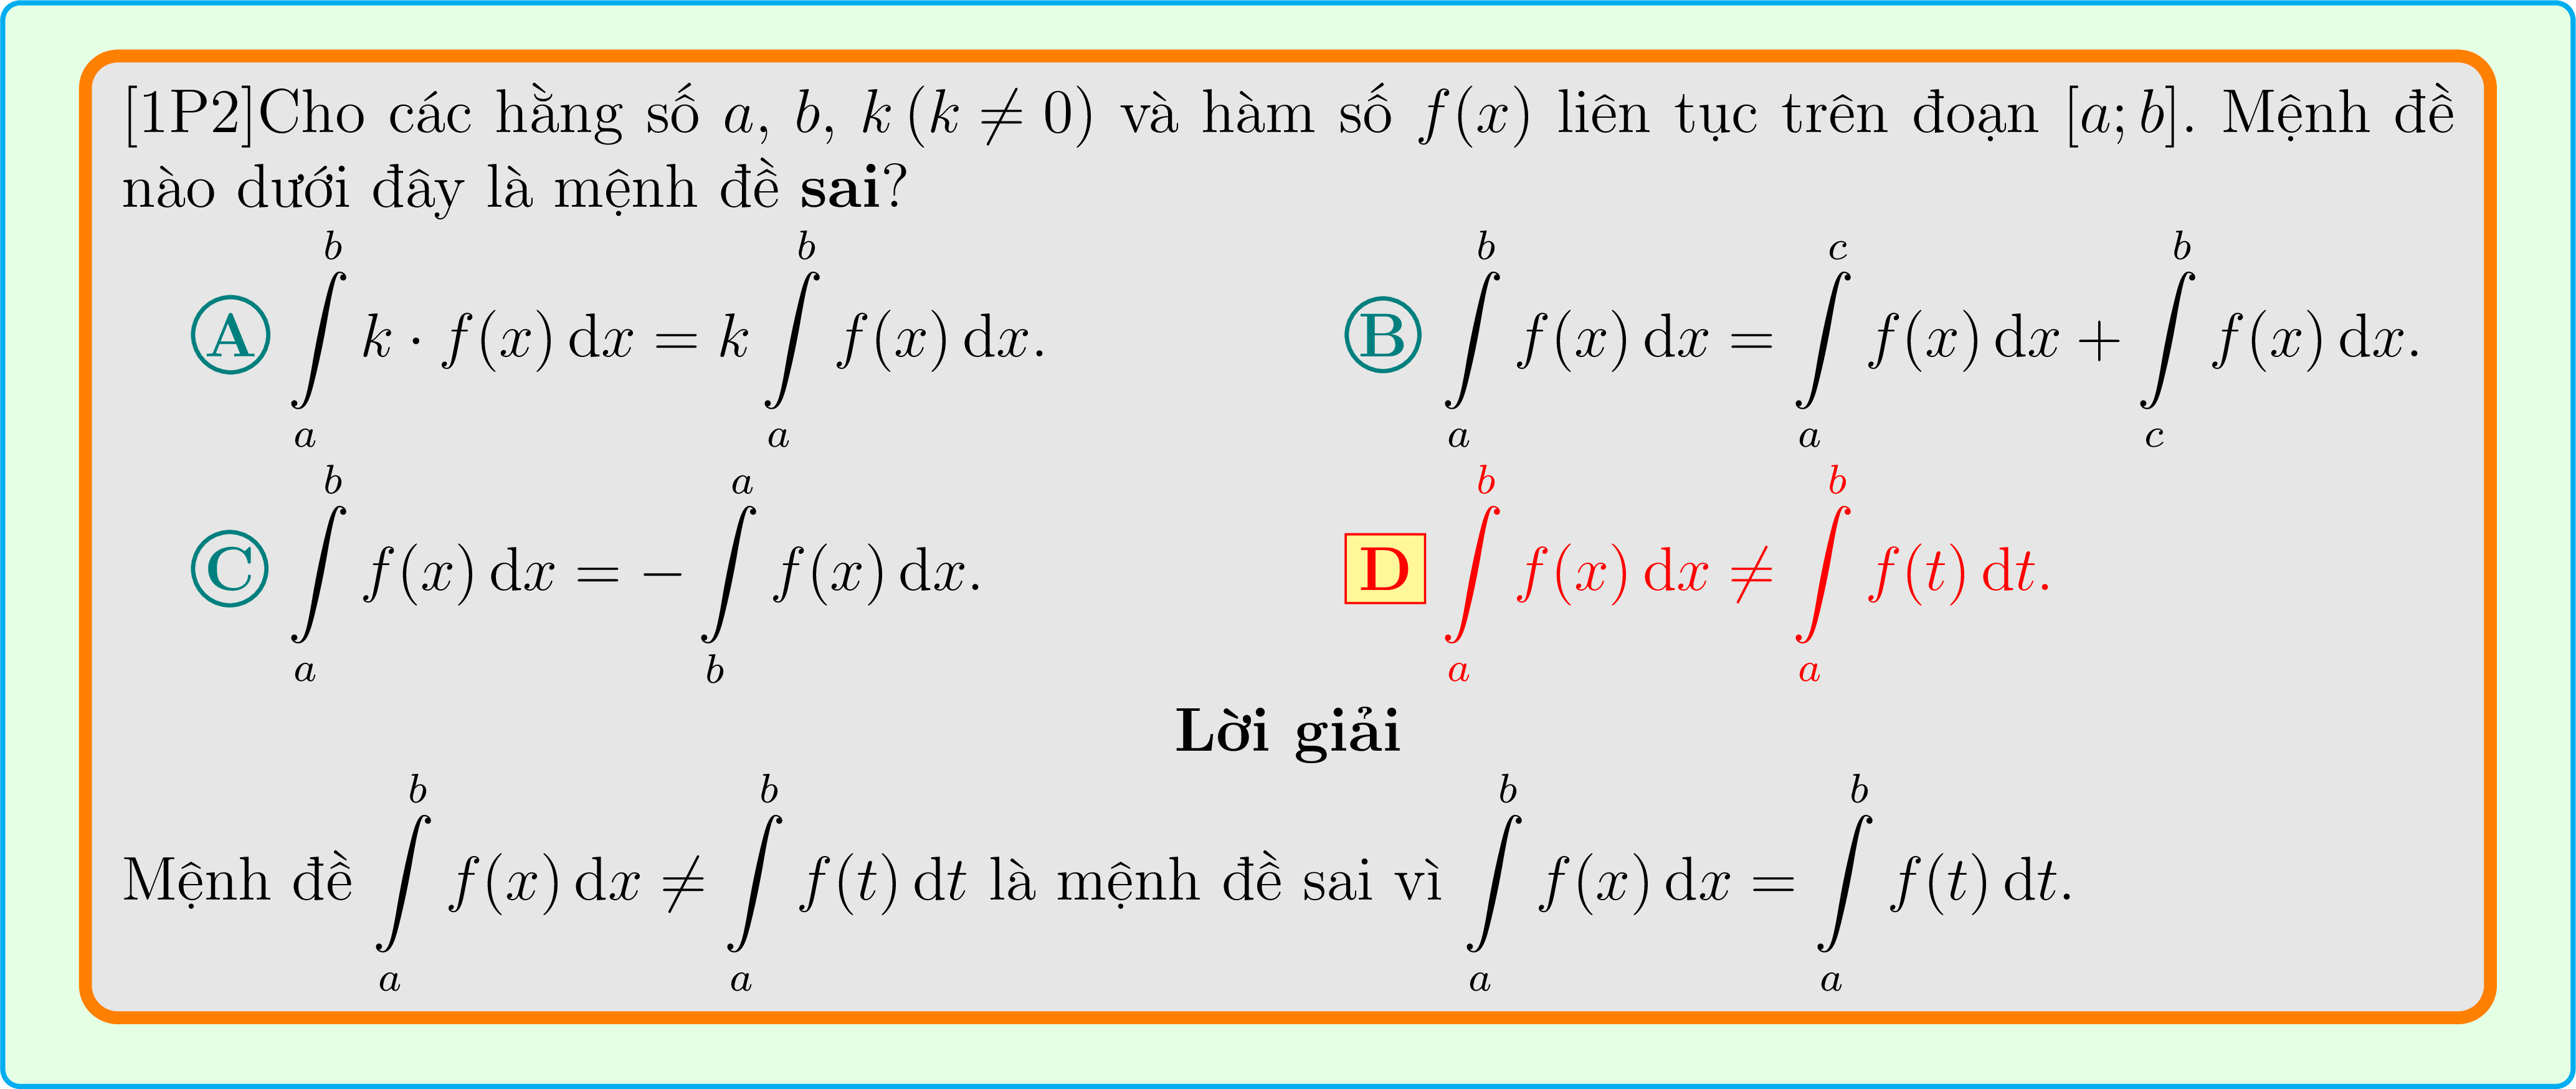 [1P2]Cho các hằng số $a$, $b$, $k\,(k \neq 0)$ và hàm số $f(x)$ liên tục trên đoạn $[a;b]$. Mệnh đề
nào dưới đây là mệnh đề sai?
A $\int\limits_a^b k \cdot f(x)\,\mathrm{d}x = k\int\limits_a^b f(x)\,\mathrm{d}x.$ B $\int\limits_a^b f(x)\,\mathrm{d}x = \int\limits_a^c f(x)\,\mathrm{d}x + \int\limits_c^b f(x)\,\mathrm{d}x.$
C $\int\limits_a^b f(x)\,\mathrm{d}x = -\int\limits_b^a f(x)\,\mathrm{d}x.$ D $\int\limits_a^b f(x)\,\mathrm{d}x \neq \int\limits_a^b f(t)\,\mathrm{d}t.$
Lời giải
Mệnh đề $\int\limits_a^b f(x)\,\mathrm{d}x \neq \int\limits_a^b f(t)\,\mathrm{d}t$ là mệnh đề sai vì $\int\limits_a^b f(x)\,\mathrm{d}x = \int\limits_a^b f(t)\,\mathrm{d}t.$